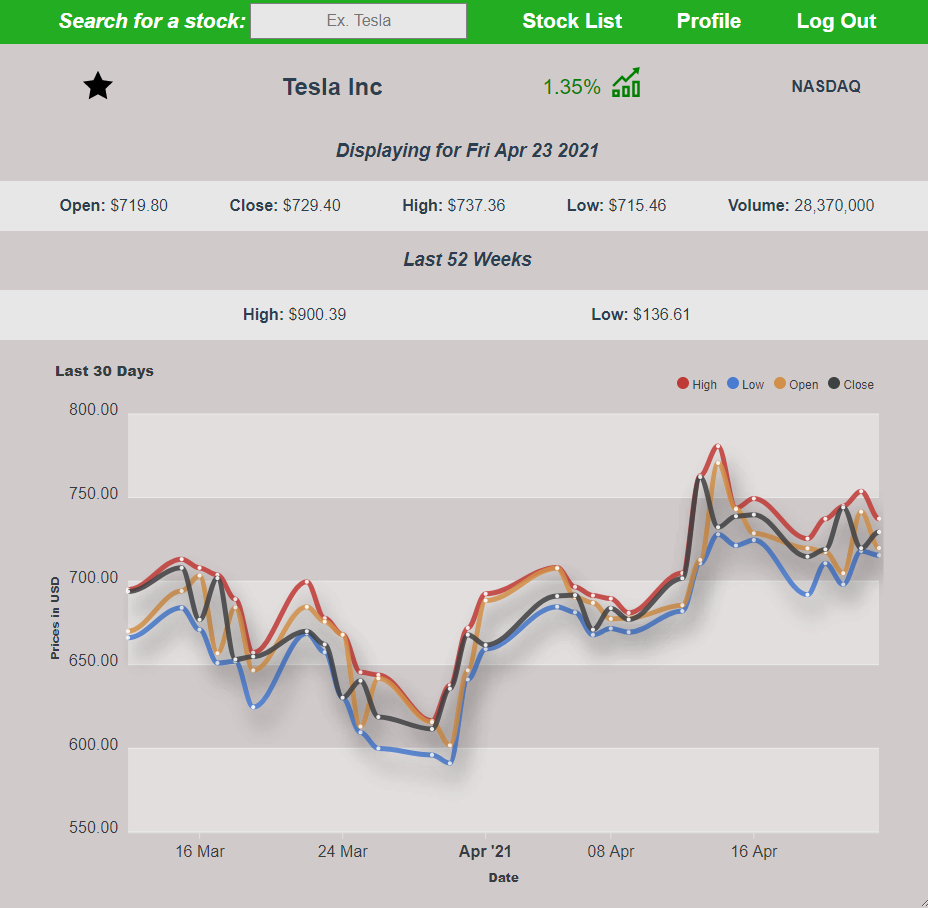 Search for a stock: Ex. Tesla Stock List Profile Log Out
Tesla Inc 1.35% NASDAQ
Displaying for Fri Apr 23 2021
Open: $719.80 Close: $729.40 High: $737.36 Low: $715.46 Volume: 28,370,000
Last 52 Weeks
High: $900.39 Low: $136.61
Last 30 Days
High Low Open Close
800.00
750.00
700.00
650.00
600.00
550.00
Prices in USD
16 Mar 24 Mar Apr '21 08 Apr 16 Apr
Date